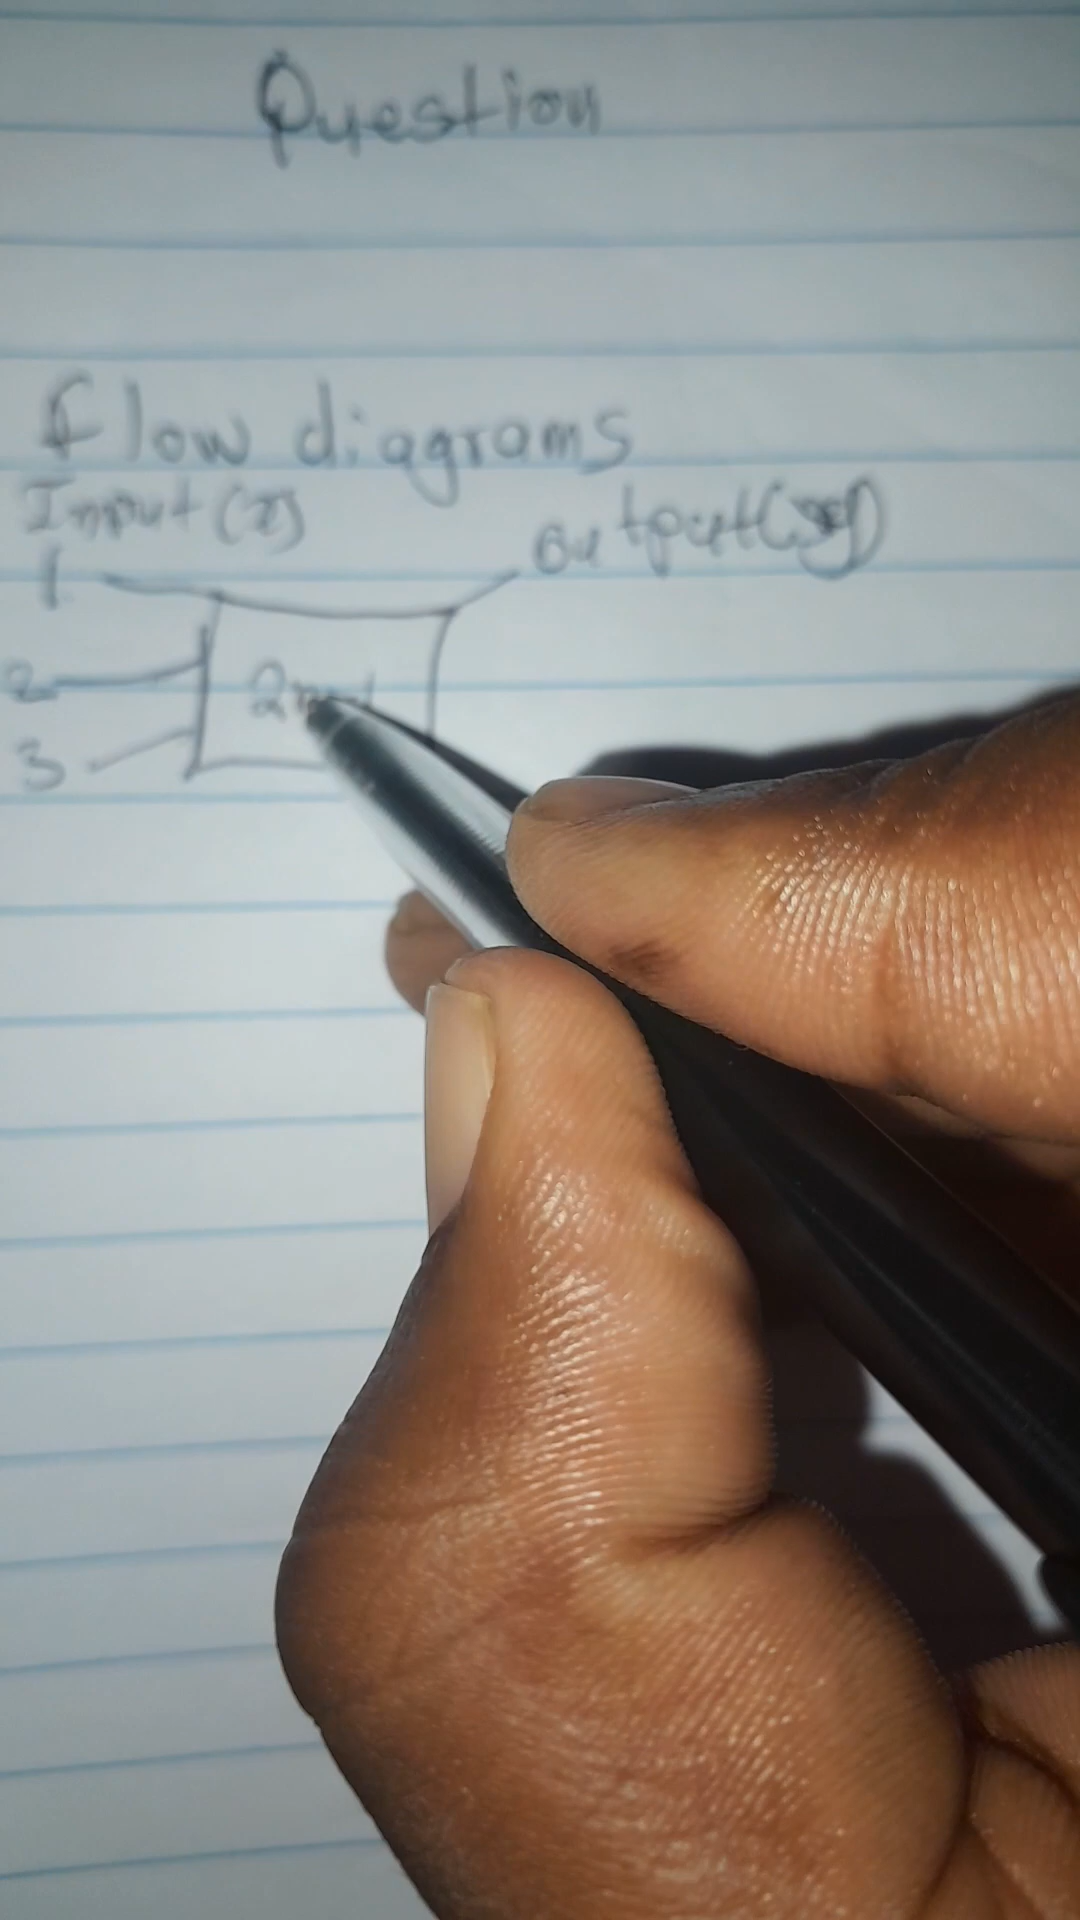 Question
Flow diagrams
Input(x)
Output(y)
1
2
3